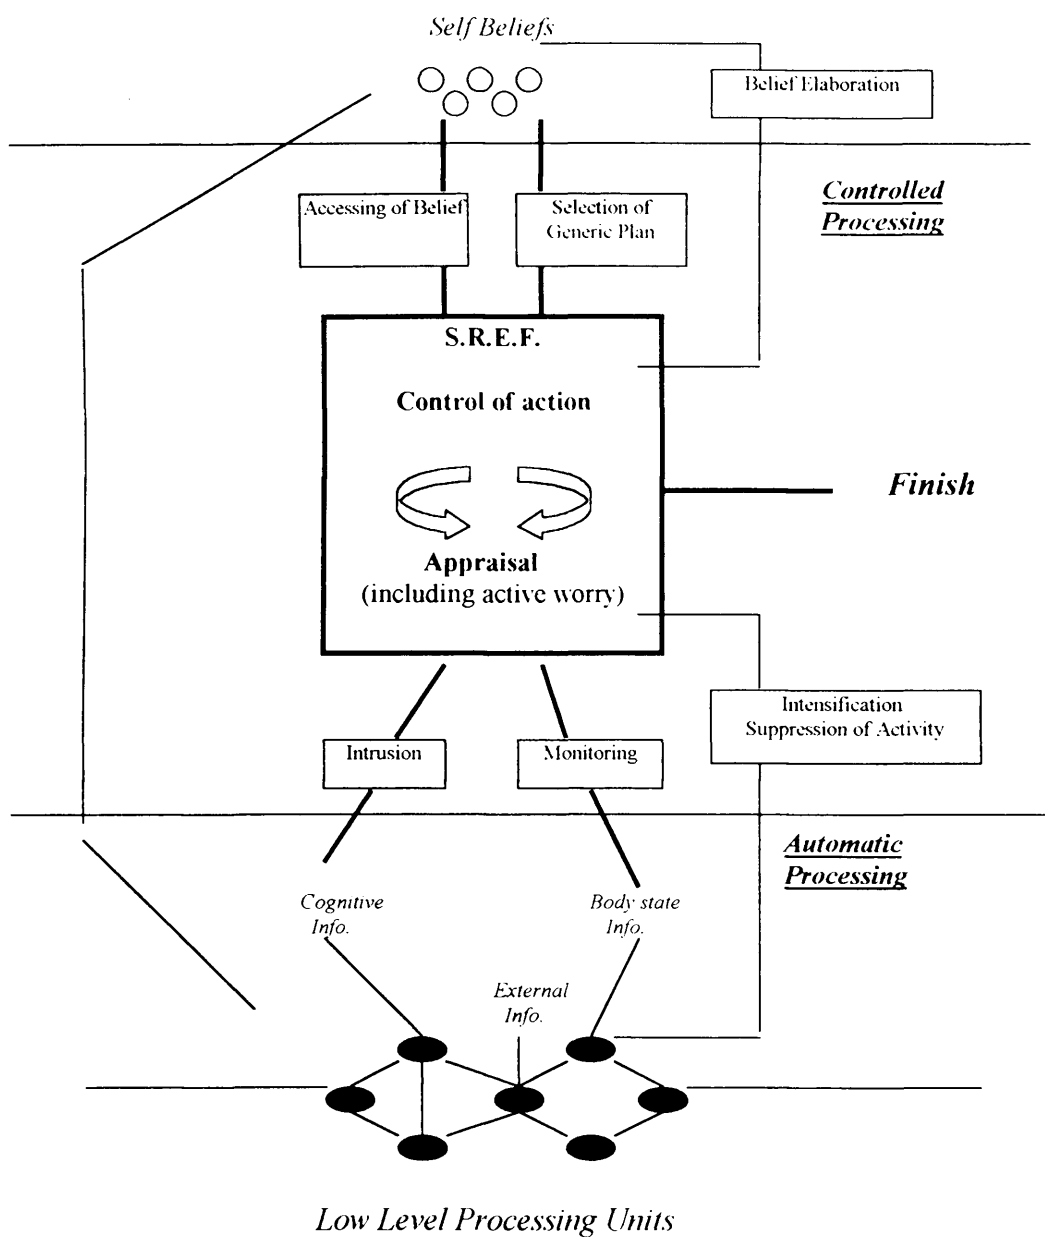 Self Beliefs
Belief Elaboration
Controlled
Processing
Accessing of Belief
Selection of
Generic Plan
S.R.E.F.
Control of action
Finish
Appraisal
(including active worry)
Intensification
Suppression of Activity
Intrusion
Monitoring
Automatic
Processing
Cognitive
Info.
Body state
Info.
External
Info.
Low Level Processing Units